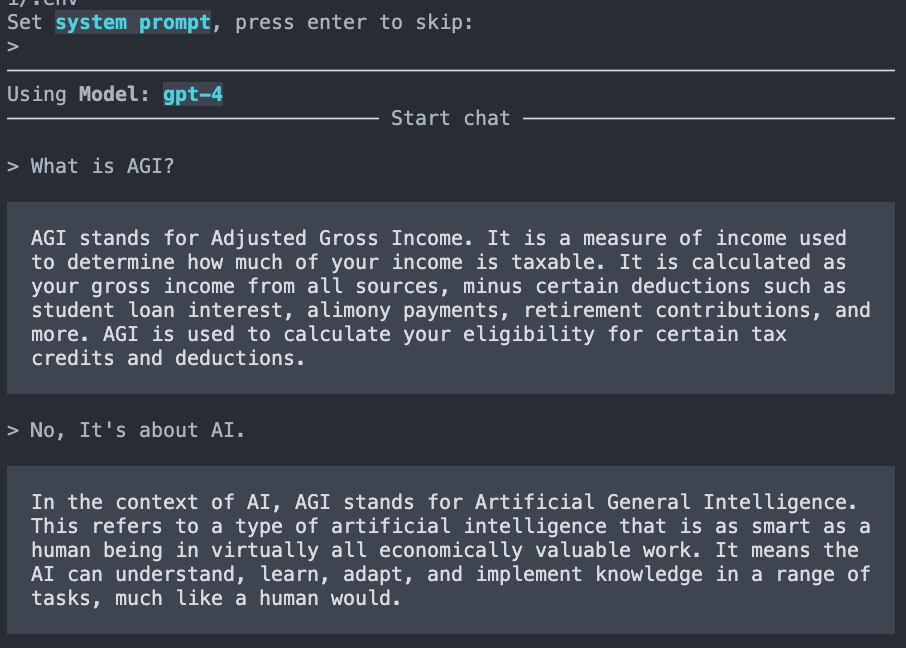 1/.env
Set system prompt, press enter to skip:
>
Using Model: gpt-4
Start chat
> What is AGI?
AGI stands for Adjusted Gross Income. It is a measure of income used
to determine how much of your income is taxable. It is calculated as
your gross income from all sources, minus certain deductions such as
student loan interest, alimony payments, retirement contributions, and
more. AGI is used to calculate your eligibility for certain tax
credits and deductions.
> No, It's about AI.
In the context of AI, AGI stands for Artificial General Intelligence.
This refers to a type of artificial intelligence that is as smart as a
human being in virtually all economically valuable work. It means the
AI can understand, learn, adapt, and implement knowledge in a range of
tasks, much like a human would.